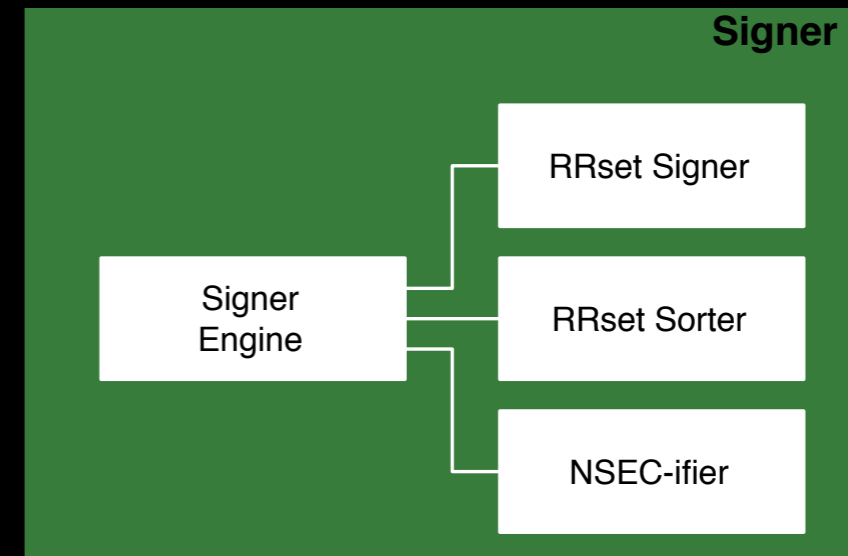 Signer
RRset Signer
Signer
Engine
RRset Sorter
NSEC-ifier